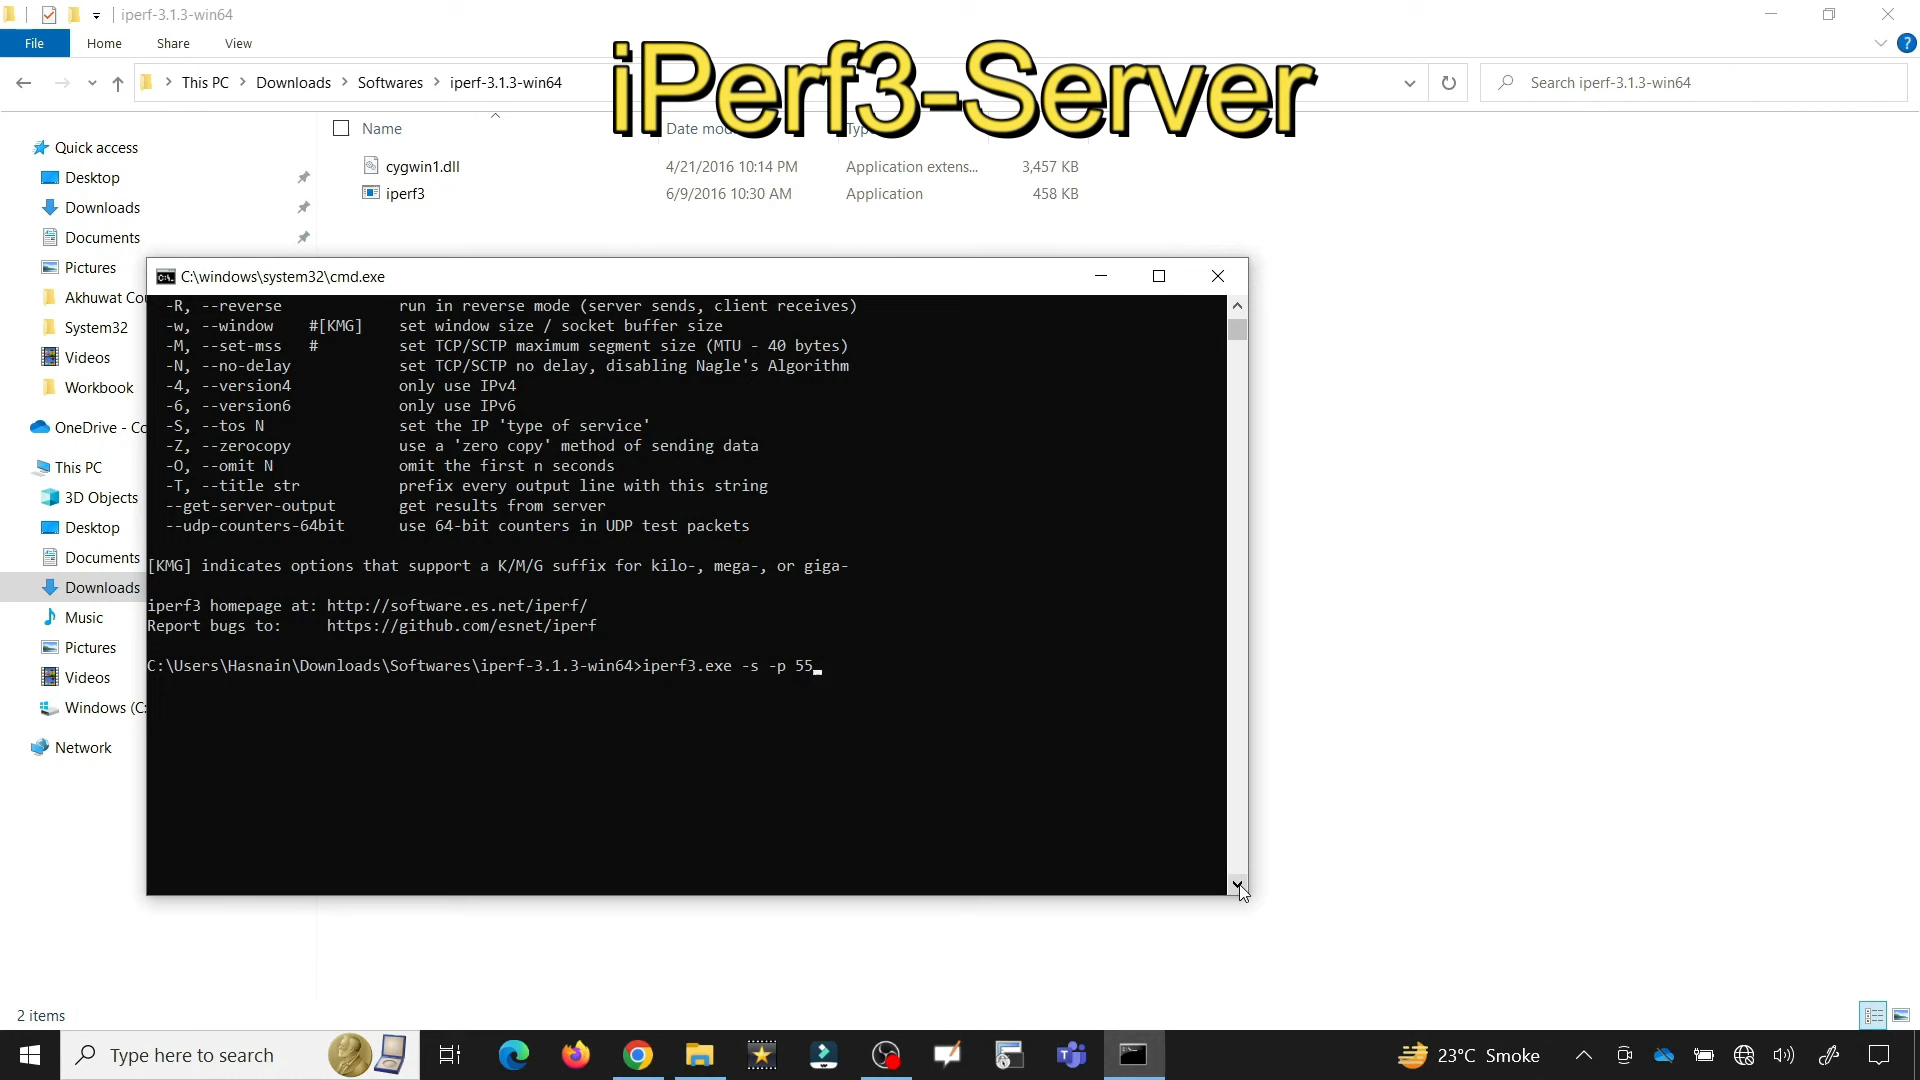 iperf-3.1.3-win64
File Home Share View
iPerf3-Server
This PC Downloads Softwares iperf-3.1.3-win64
Search iperf-3.1.3-win64
Name Date mod Type
cygwin1.dll 4/21/2016 10:14 PM Application extens... 3,457 KB
iperf3 6/9/2016 10:30 AM Application 458 KB
Quick access
Desktop
Downloads
Documents
Pictures
Akhuwat Co
System32
Videos
Workbook
OneDrive - Co
This PC
3D Objects
Desktop
Documents
Downloads
Music
Pictures
Videos
Windows (C:
Network
C:\windows\system32\cmd.exe
-R, --reverse run in reverse mode (server sends, client receives)
-w, --window #[KMG] set window size / socket buffer size
-M, --set-mss # set TCP/SCTP maximum segment size (MTU - 40 bytes)
-N, --no-delay set TCP/SCTP no delay, disabling Nagle's Algorithm
-4, --version4 only use IPv4
-6, --version6 only use IPv6
-S, --tos N set the IP 'type of service'
-Z, --zerocopy use a 'zero copy' method of sending data
-O, --omit N omit the first n seconds
-T, --title str prefix every output line with this string
--get-server-output get results from server
--udp-counters-64bit use 64-bit counters in UDP test packets
[KMG] indicates options that support a K/M/G suffix for kilo-, mega-, or giga-
iperf3 homepage at: http://software.es.net/iperf/
Report bugs to: https://github.com/esnet/iperf
C:\Users\Hasnain\Downloads\Softwares\iperf-3.1.3-win64>iperf3.exe -s -p 55_
2 items
Type here to search
23°C Smoke